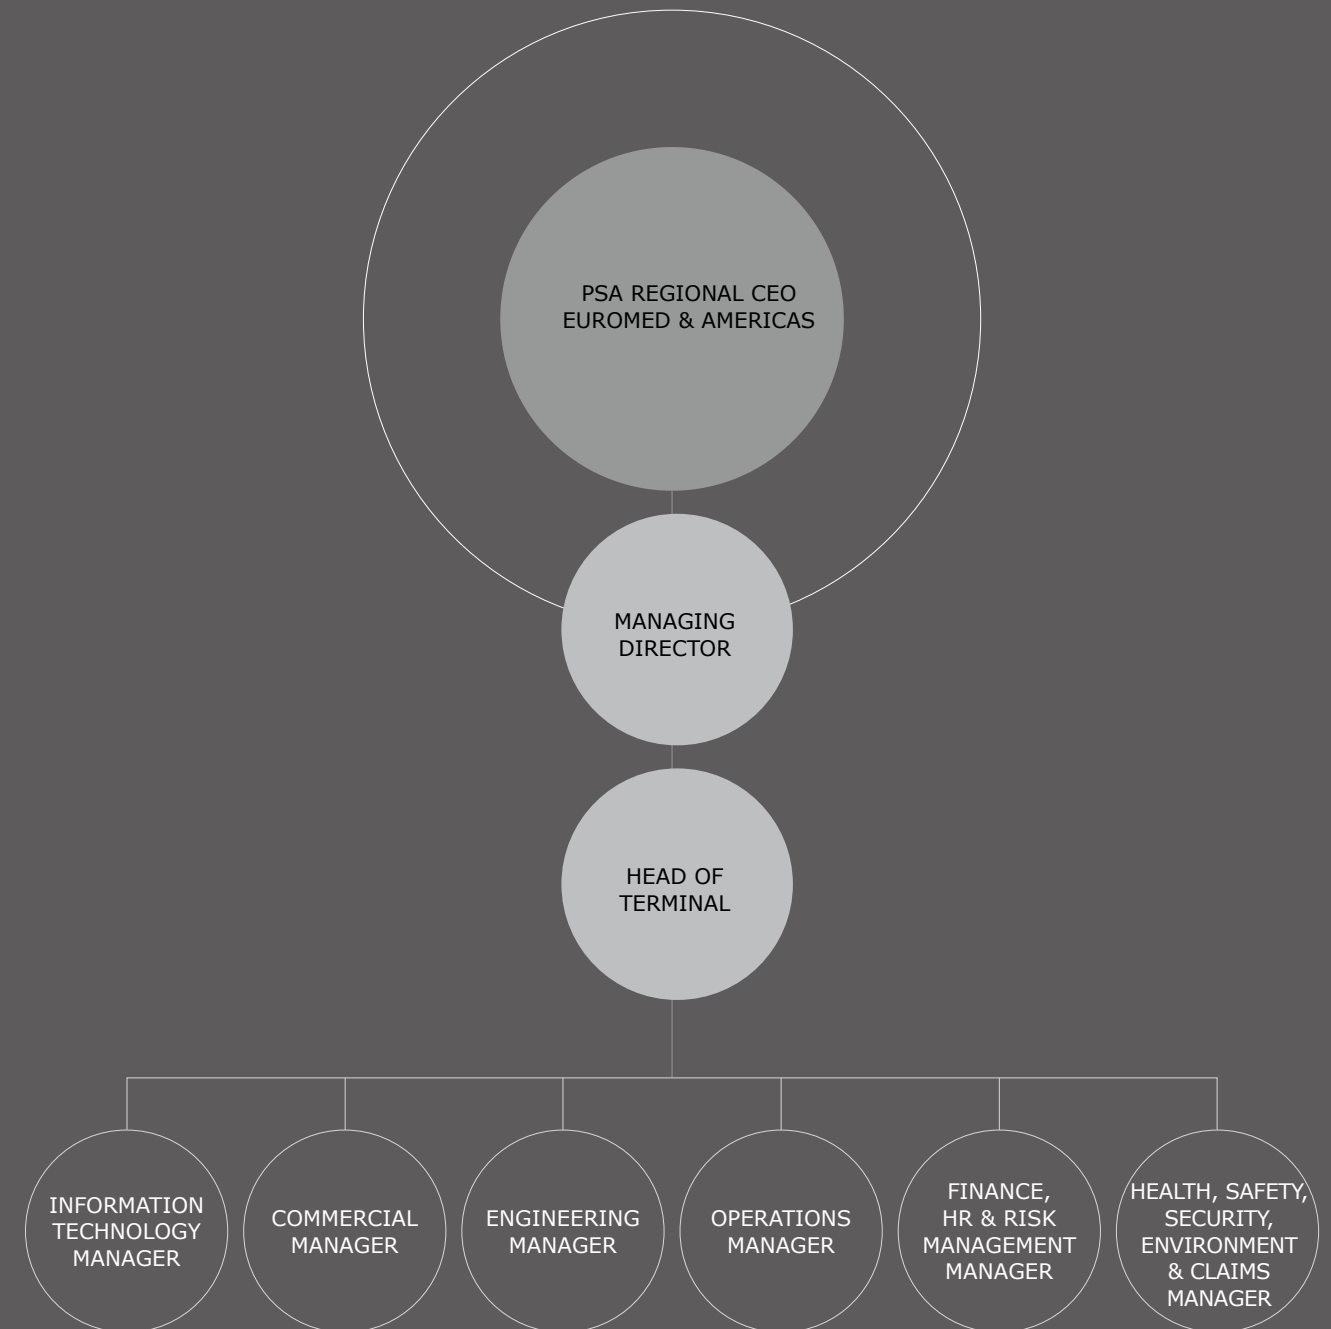 PSA REGIONAL CEO
EUROMED & AMERICAS
MANAGING
DIRECTOR
HEAD OF
TERMINAL
INFORMATION
TECHNOLOGY
MANAGER
COMMERCIAL
MANAGER
ENGINEERING
MANAGER
OPERATIONS
MANAGER
FINANCE,
HR & RISK
MANAGEMENT
MANAGER
HEALTH, SAFETY,
SECURITY,
ENVIRONMENT
& CLAIMS
MANAGER